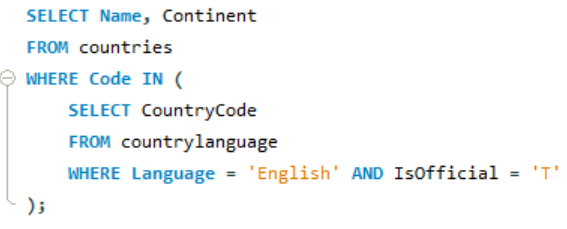 SELECT Name, Continent
FROM countries
WHERE Code IN (
SELECT CountryCode
FROM countrylanguage
WHERE Language = 'English' AND IsOfficial = 'T'
);